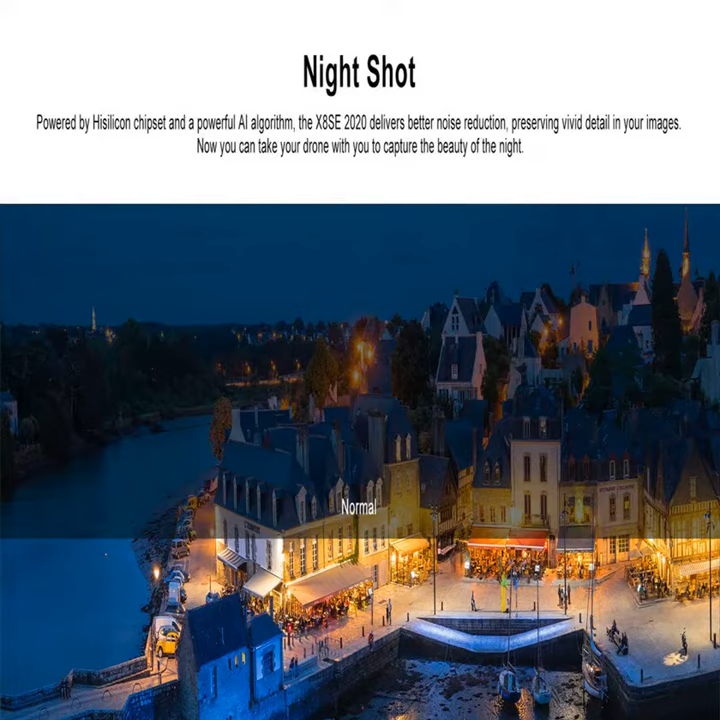 Night Shot
Powered by Hisilicon chipset and a powerful AI algorithm, the X8SE 2020 delivers better noise reduction, preserving vivid detail in your images.
Now you can take your drone with you to capture the beauty of the night.
Normal